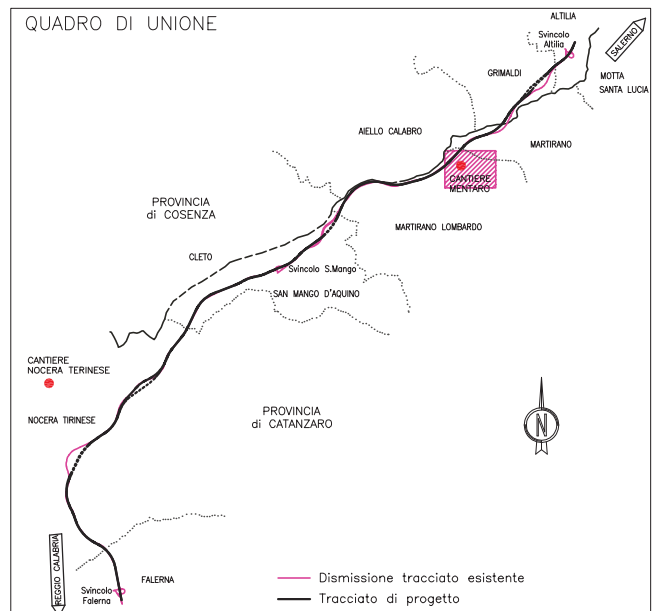 QUADRO DI UNIONE
ALTILIA
Svincolo
Altilia
SALERNO
GRIMALDI
MOTTA
SANTA LUCIA
AIELLO CALABRO
MARTIRANO
CANTIERE
MENTARO
PROVINCIA
di COSENZA
MARTIRANO LOMBARDO
CLETO
Svincolo S.Mango
SAN MANGO D'AQUINO
CANTIERE
NOCERA TERINESE
PROVINCIA
di CATANZARO
NOCERA TIRINESE
N
REGGIO CALABRIA
FALERNA
Svincolo
Falerna
Dismissione tracciato esistente
Tracciato di progetto